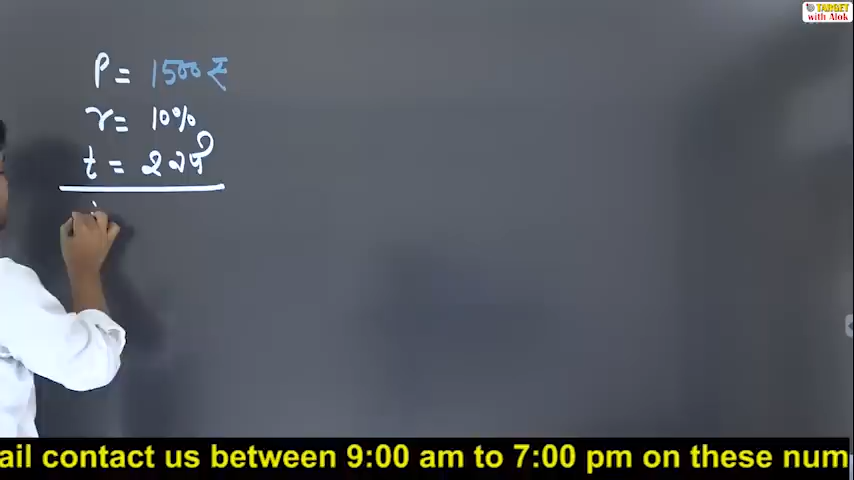 TARGET
with Alok
P = 1500 ₹
r = 10%
t = 2 वर्ष
ail contact us between 9:00 am to 7:00 pm on these num